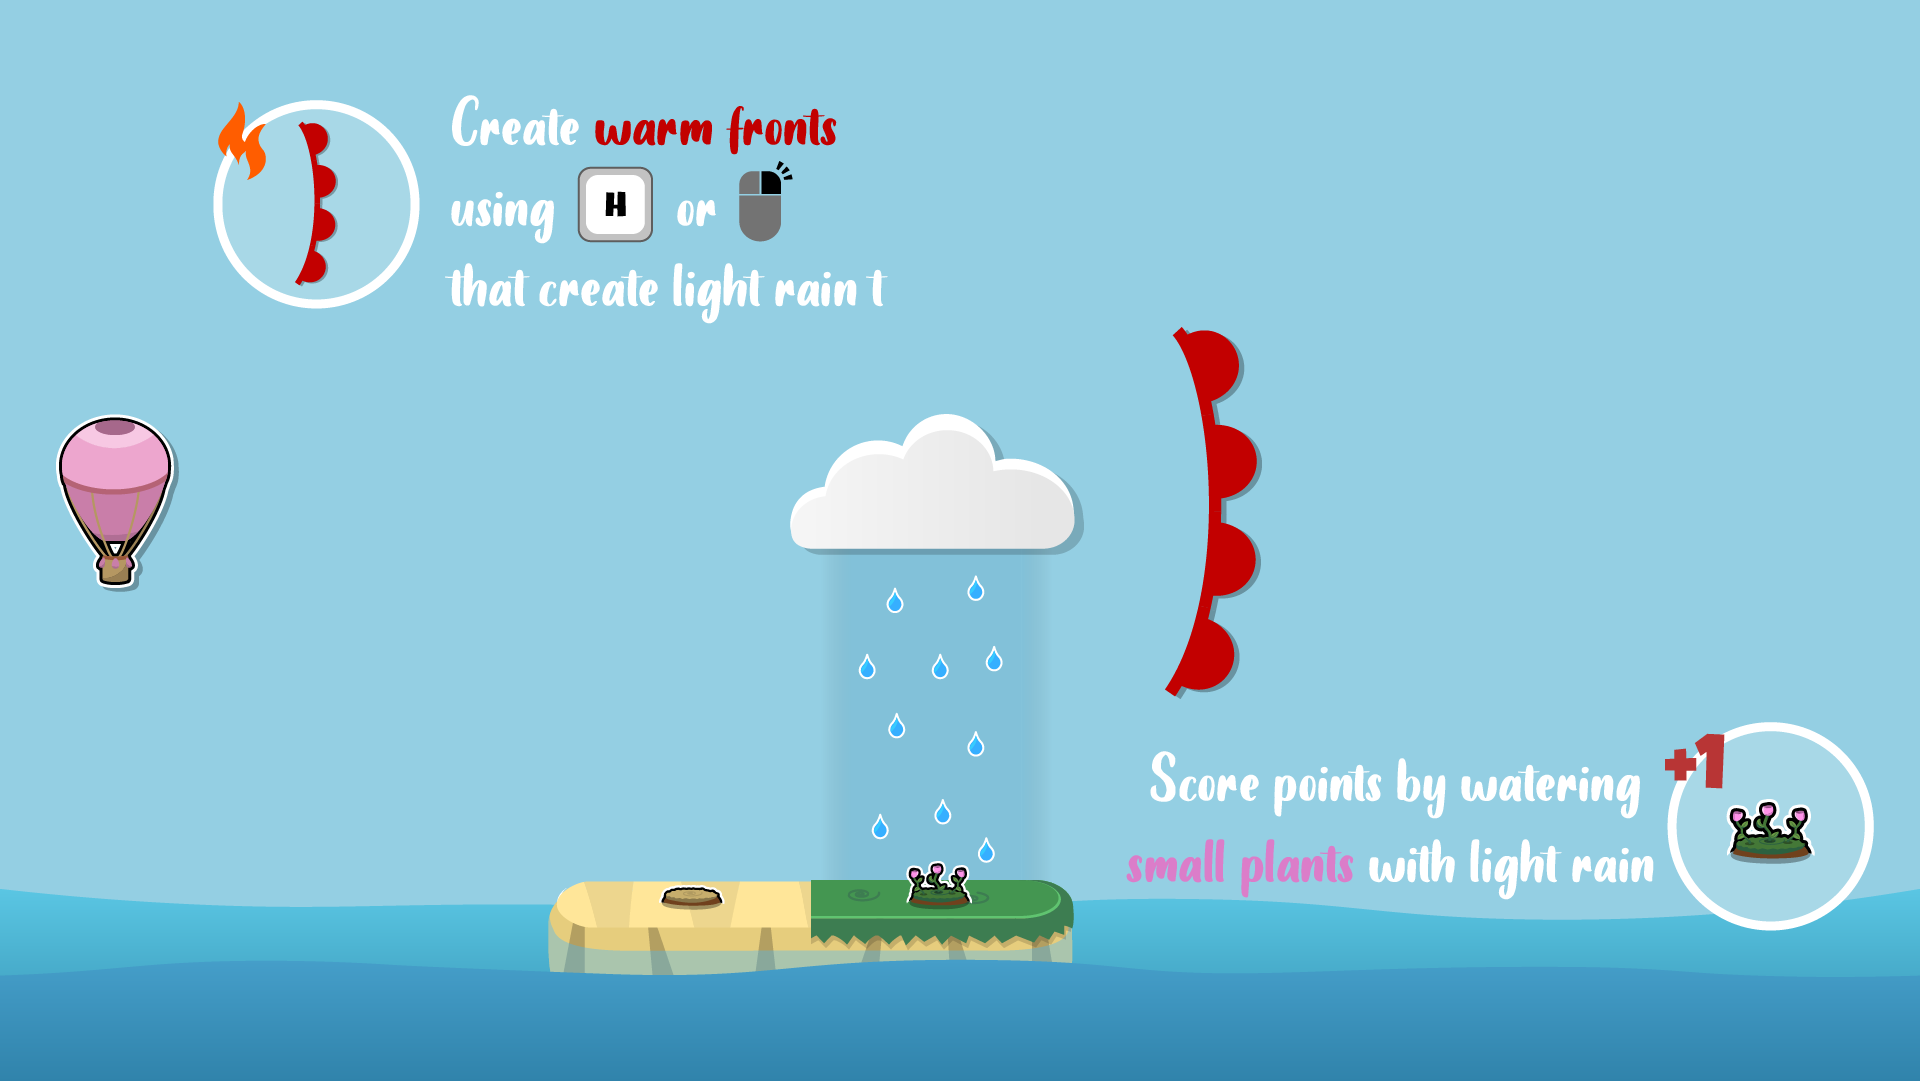 Create warm fronts
using H or
that create light rain t
+1
Score points by watering
small plants with light rain